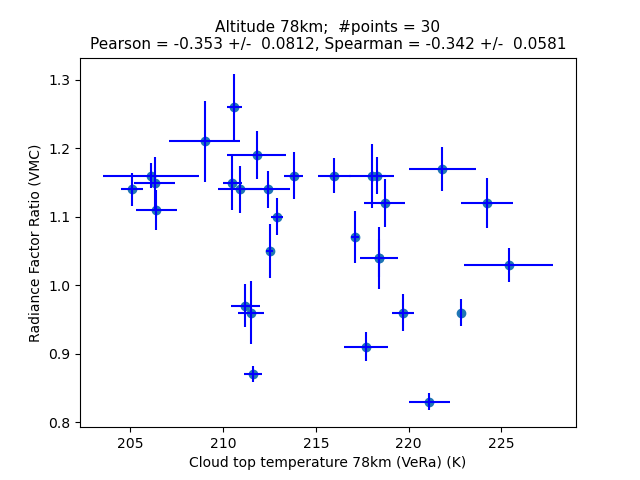 Altitude 78km;  #points = 30
Pearson = -0.353 +/-  0.0812, Spearman = -0.342 +/-  0.0581
1.3
1.2
1.1
1.0
0.9
0.8
Radiance Factor Ratio (VMC)
205
210
215
220
225
Cloud top temperature 78km (VeRa) (K)